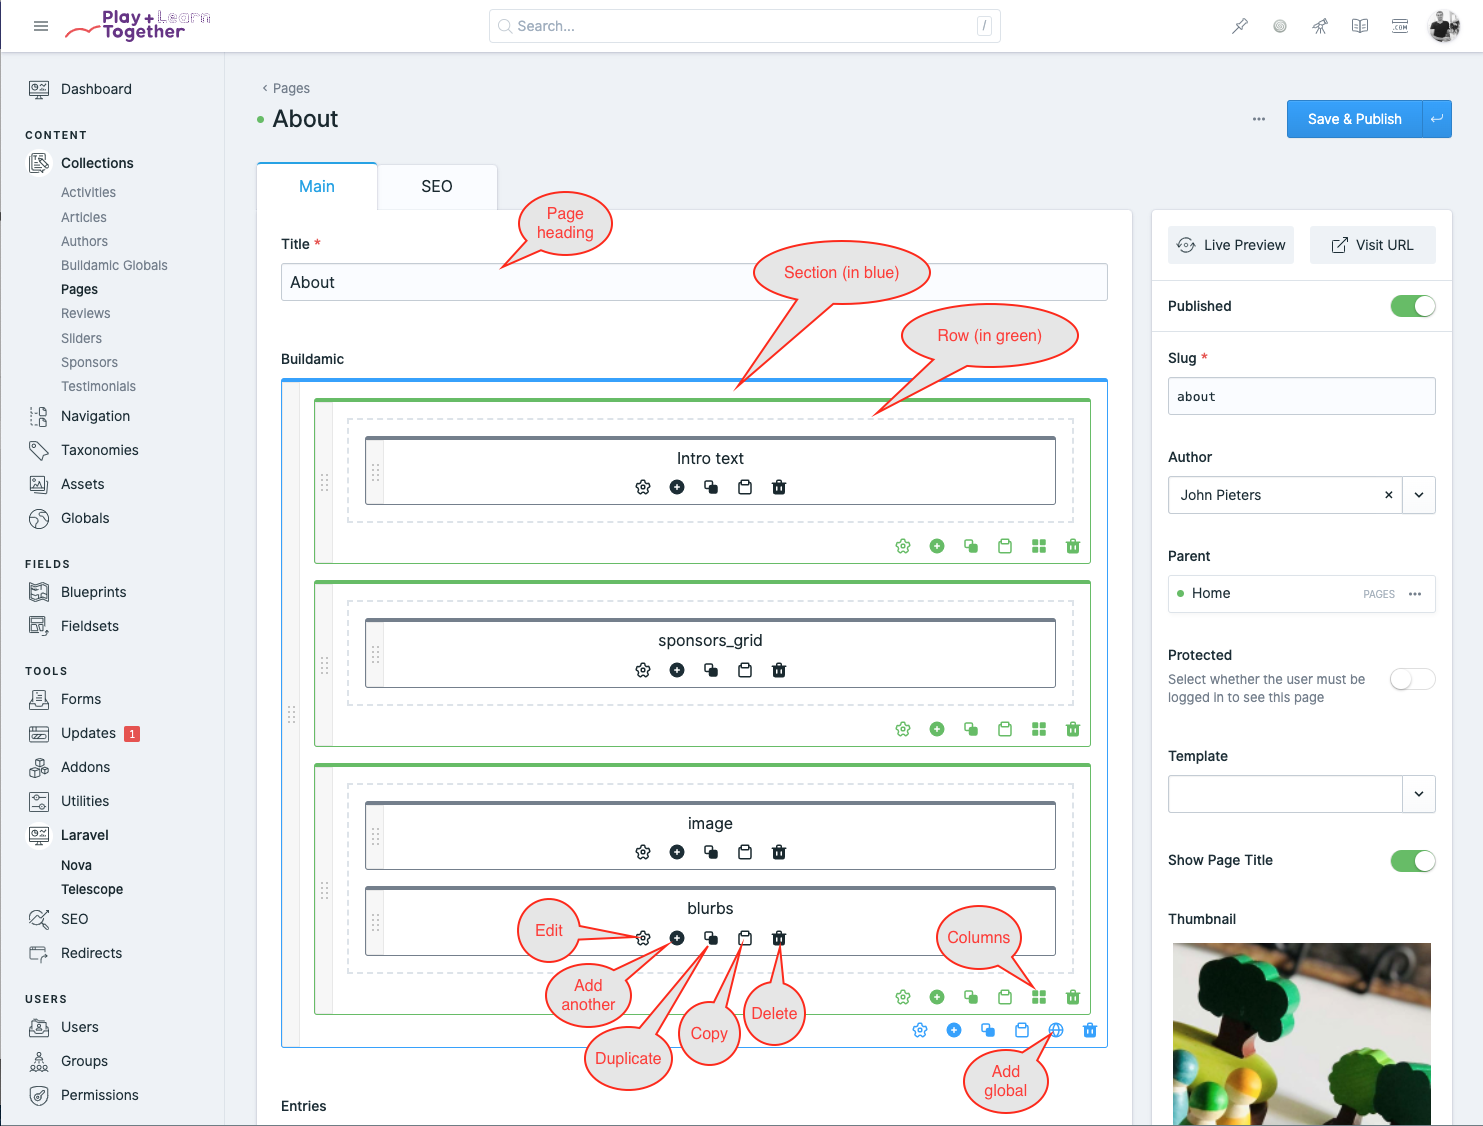 Play + Learn
Together
Search...
/
.COM
Dashboard
CONTENT
Collections
Activities
Articles
Authors
Buildamic Globals
Pages
Reviews
Sliders
Sponsors
Testimonials
Navigation
Taxonomies
Assets
Globals
FIELDS
Blueprints
Fieldsets
TOOLS
Forms
Updates 1
Addons
Utilities
Laravel
Nova
Telescope
SEO
Redirects
USERS
Users
Groups
Permissions
‹ Pages
About
Save & Publish
Main
SEO
Page
heading
Title *
About
Section (in blue)
Row (in green)
Buildamic
Intro text
sponsors_grid
image
blurbs
Edit
Add
another
Duplicate
Copy
Delete
Columns
Add
global
Entries
Live Preview
Visit URL
Published
Slug *
about
Author
John Pieters ×
Parent
Home PAGES
Protected
Select whether the user must be
logged in to see this page
Template
Show Page Title
Thumbnail